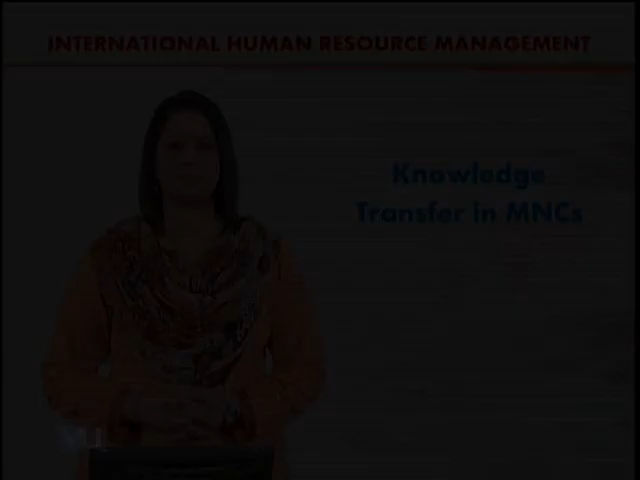 INTERNATIONAL HUMAN RESOURCE MANAGEMENT
Knowledge
Transfer in MNCs